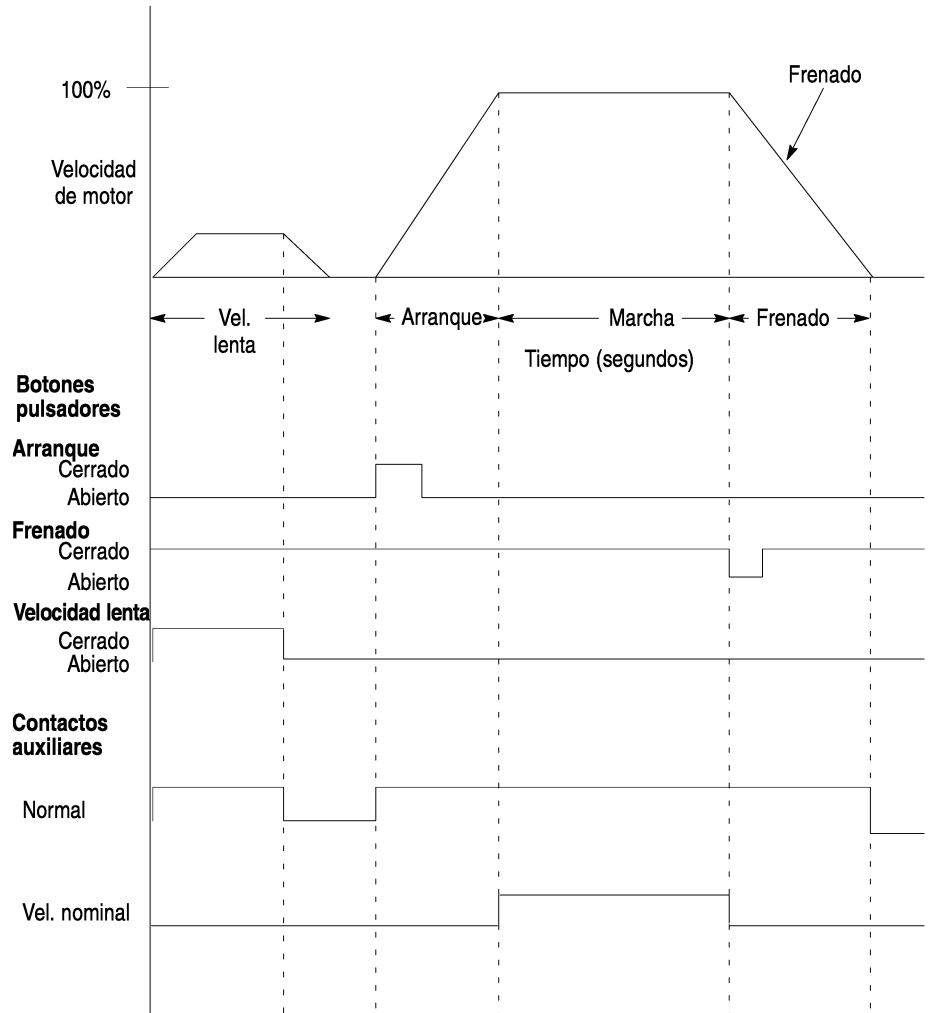 Frenado
100%
Velocidad
de motor
Vel.
lenta
Arranque
Marcha
Frenado
Tiempo (segundos)
Botones
pulsadores
Arranque
Cerrado
Abierto
Frenado
Cerrado
Abierto
Velocidad lenta
Cerrado
Abierto
Contactos
auxiliares
Normal
Vel. nominal